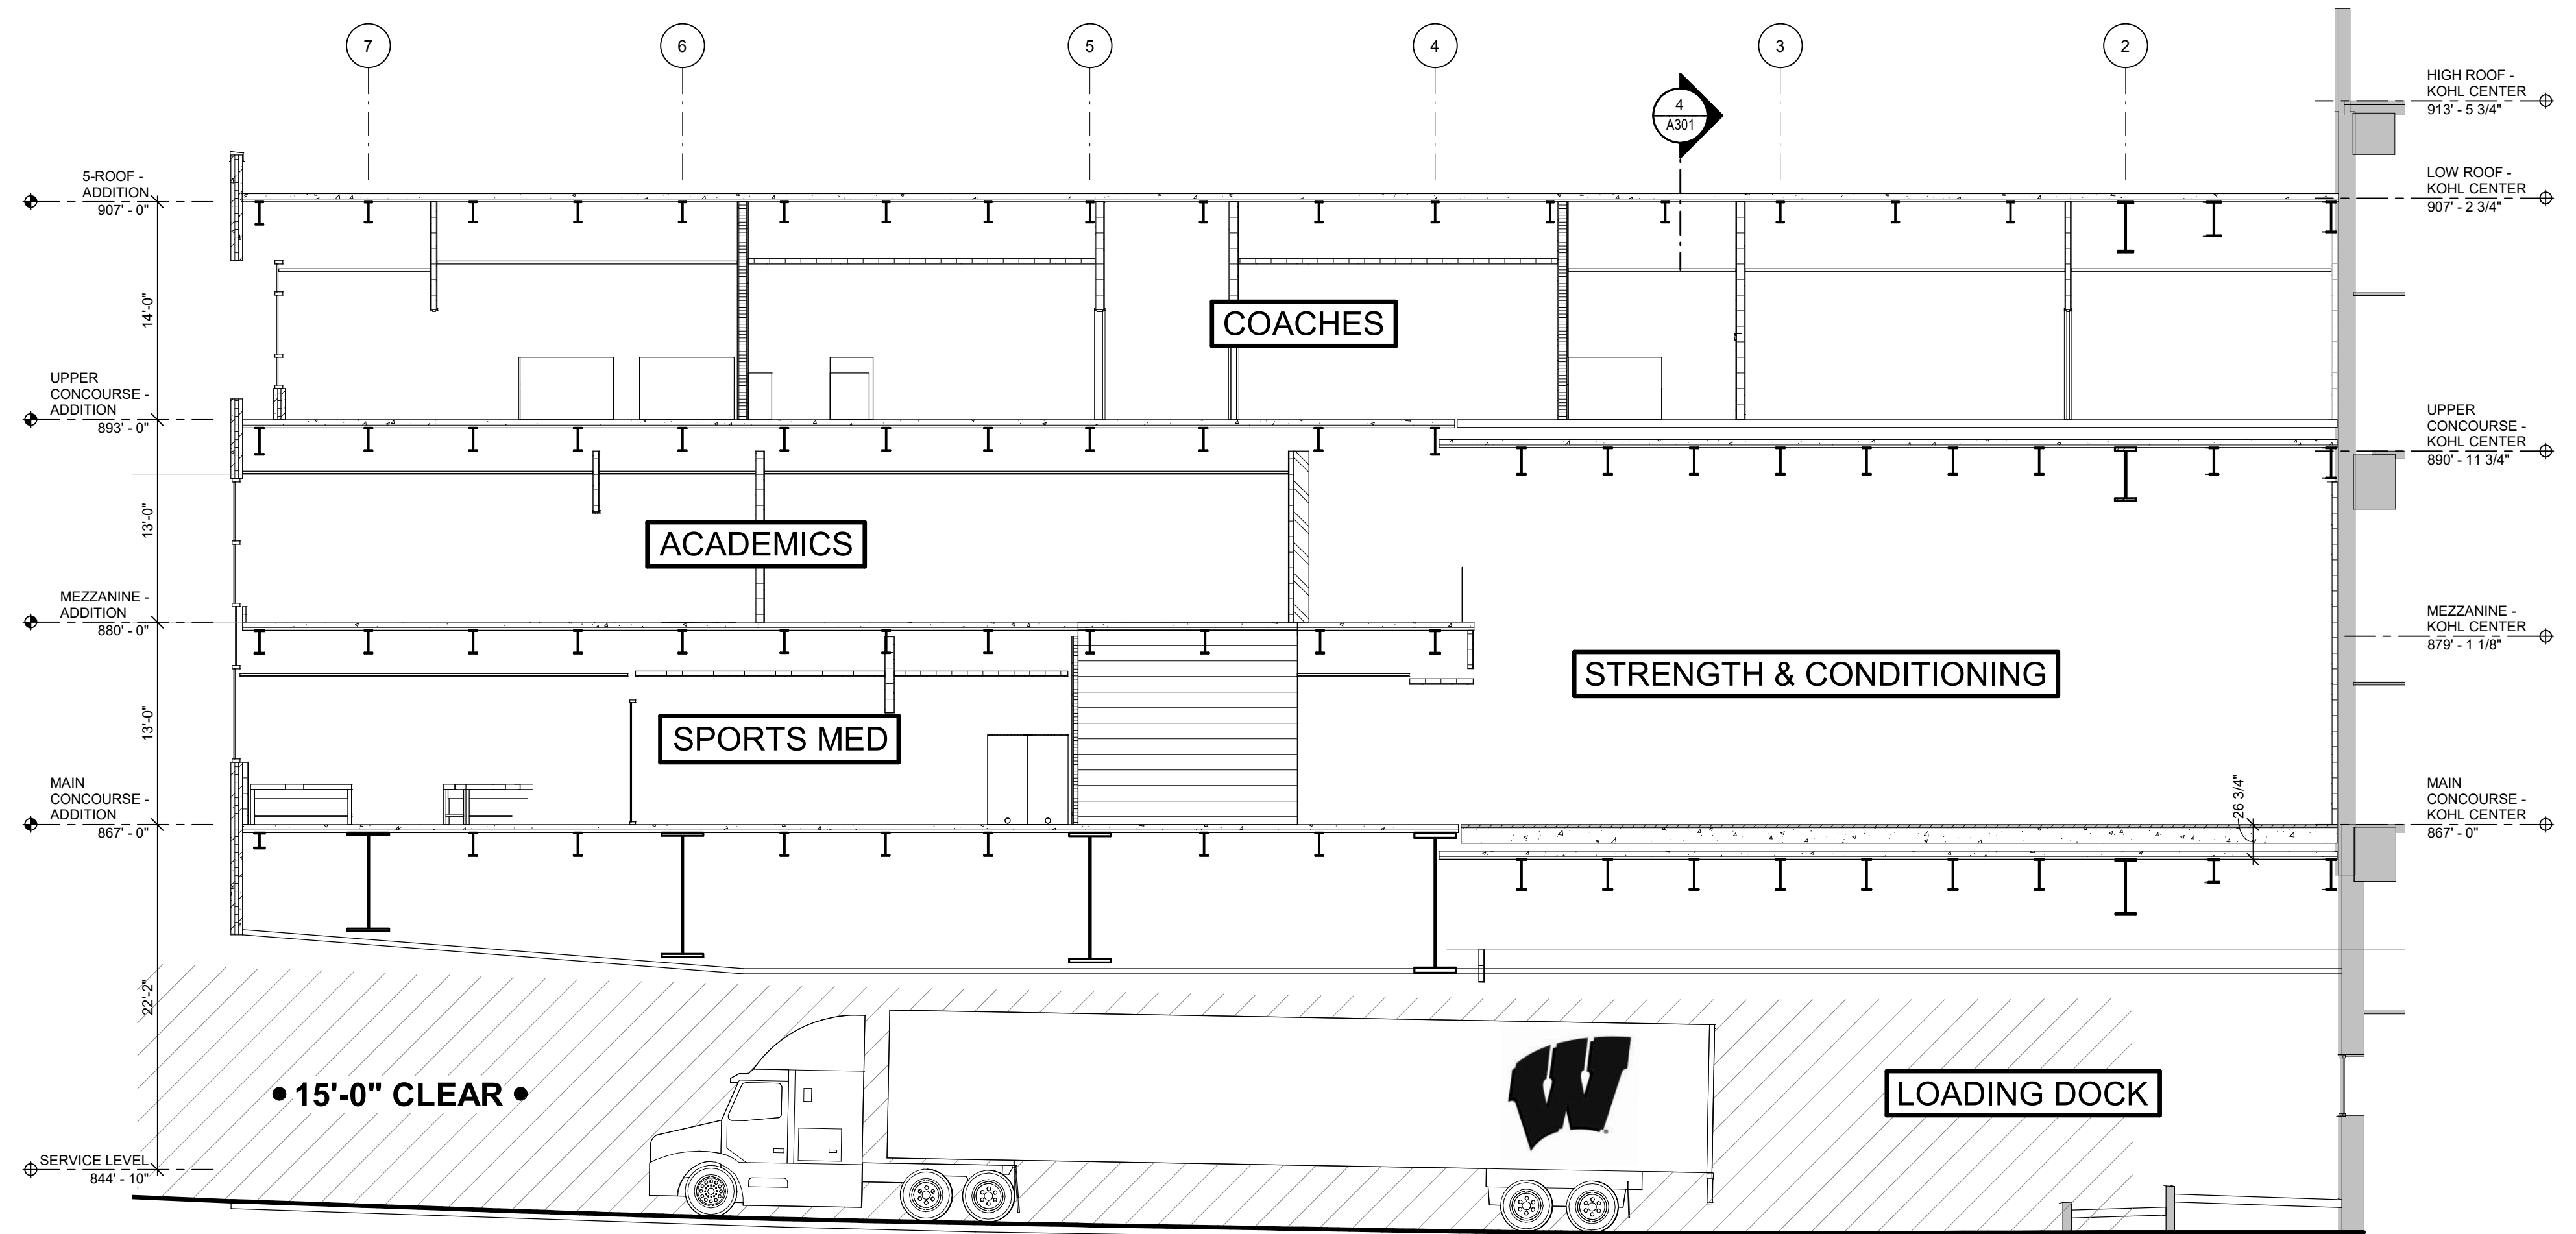 7
6
5
4
3
2
4
A301
HIGH ROOF -
KOHL CENTER
913' - 5 3/4"
5-ROOF -
ADDITION
907' - 0"
LOW ROOF -
KOHL CENTER
907' - 2 3/4"
14'-0"
COACHES
UPPER
CONCOURSE -
ADDITION
893' - 0"
UPPER
CONCOURSE -
KOHL CENTER
890' - 11 3/4"
13'-0"
ACADEMICS
MEZZANINE -
ADDITION
880' - 0"
MEZZANINE -
KOHL CENTER
879' - 1 1/8"
STRENGTH & CONDITIONING
13'-0"
SPORTS MED
MAIN
CONCOURSE -
ADDITION
867' - 0"
26 3/4"
MAIN
CONCOURSE -
KOHL CENTER
867' - 0"
22'-2"
• 15'-0" CLEAR •
W
LOADING DOCK
SERVICE LEVEL
844' - 10"